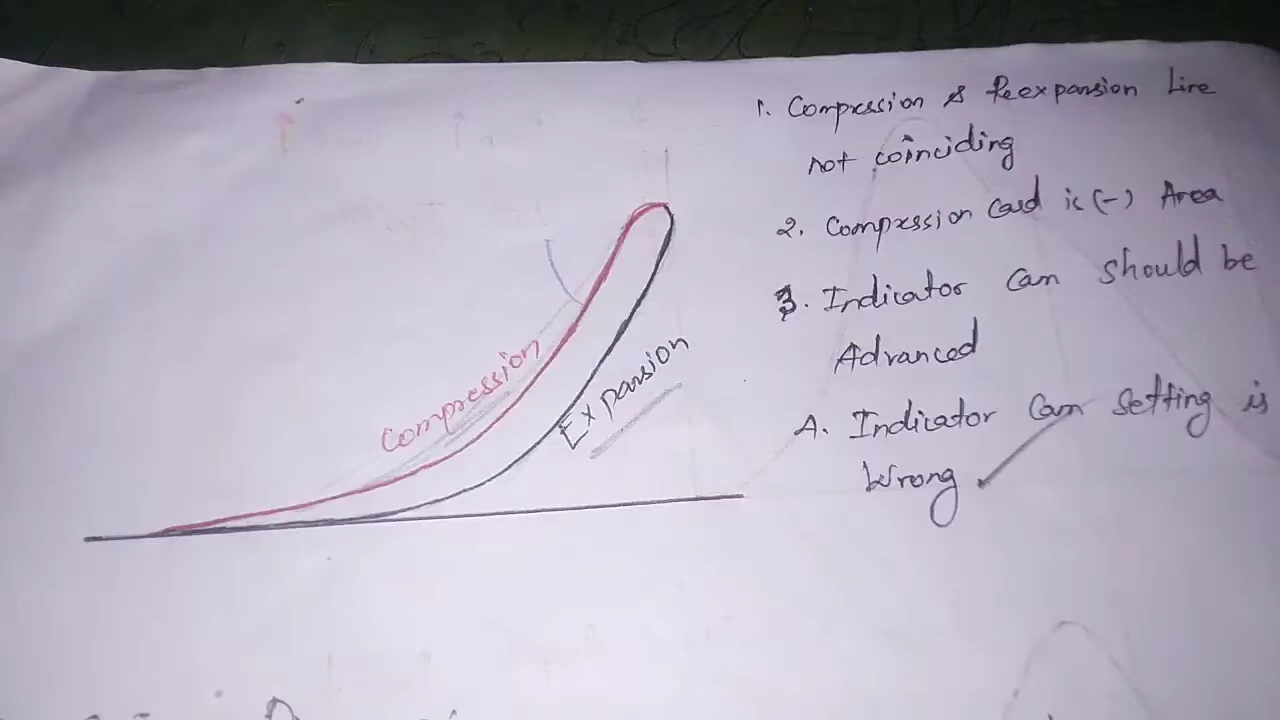 1. Compression & Reexpansion Line
not coinciding
2. Compression Card is (-) Area
3. Indicator Cam should be
Advanced
4. Indicator Cam Setting is
Wrong
Compression
Expansion